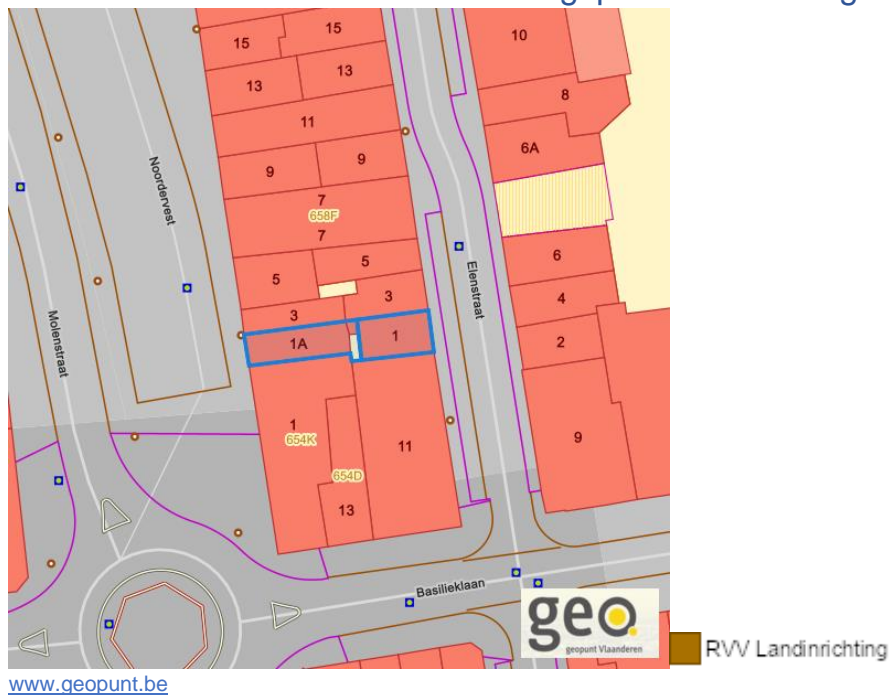 15
15
13
13
11
9
9
7
658F
7
5
5
3
3
1A
1
1
654K
654D
11
13
10
8
6A
6
4
2
9
Noordervest
Molenstraat
Elenstraat
Basilieklaan
geo.
geopunt Vlaanderen
RVV Landinrichting
www.geopunt.be